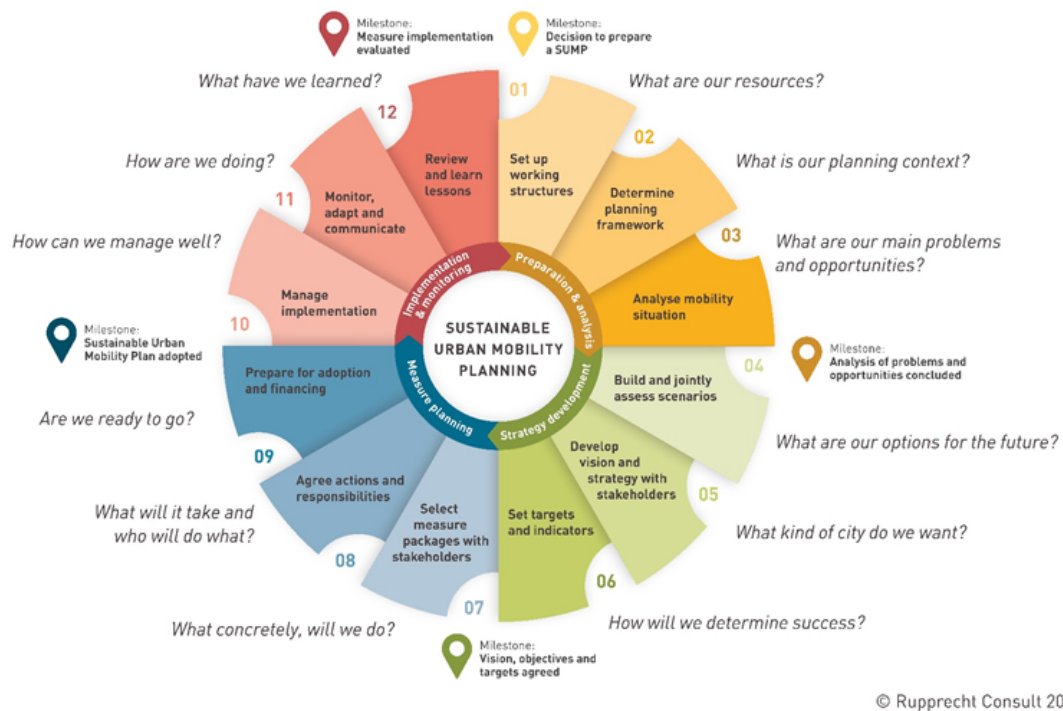 Milestone:
Measure implementation
evaluated
Milestone:
Decision to prepare
a SUMP
What are our resources?
01
Set up
working
structures
What is our planning context?
02
Determine
planning
framework
What are our main problems
and opportunities?
03
Analyse mobility
situation
Milestone:
Analysis of problems and
opportunities concluded
04
Build and jointly
assess scenarios
What are our options for the future?
05
Develop
vision and
strategy with
stakeholders
What kind of city do we want?
06
Set targets
and indicators
How will we determine success?
Milestone:
Vision, objectives and
targets agreed
07
Select
measure
packages with
stakeholders
What concretely, will we do?
08
Agree actions and
responsibilities
What will it take and
who will do what?
09
Prepare for adoption
and financing
Are we ready to go?
Milestone:
Sustainable Urban
Mobility Plan adopted
10
Manage
implementation
How can we manage well?
11
Monitor,
adapt and
communicate
How are we doing?
12
Review
and learn
lessons
What have we learned?
Preparation & analysis
Strategy development
Measure planning
Implementation
& monitoring
SUSTAINABLE
URBAN MOBILITY
PLANNING
© Rupprecht Consult 20